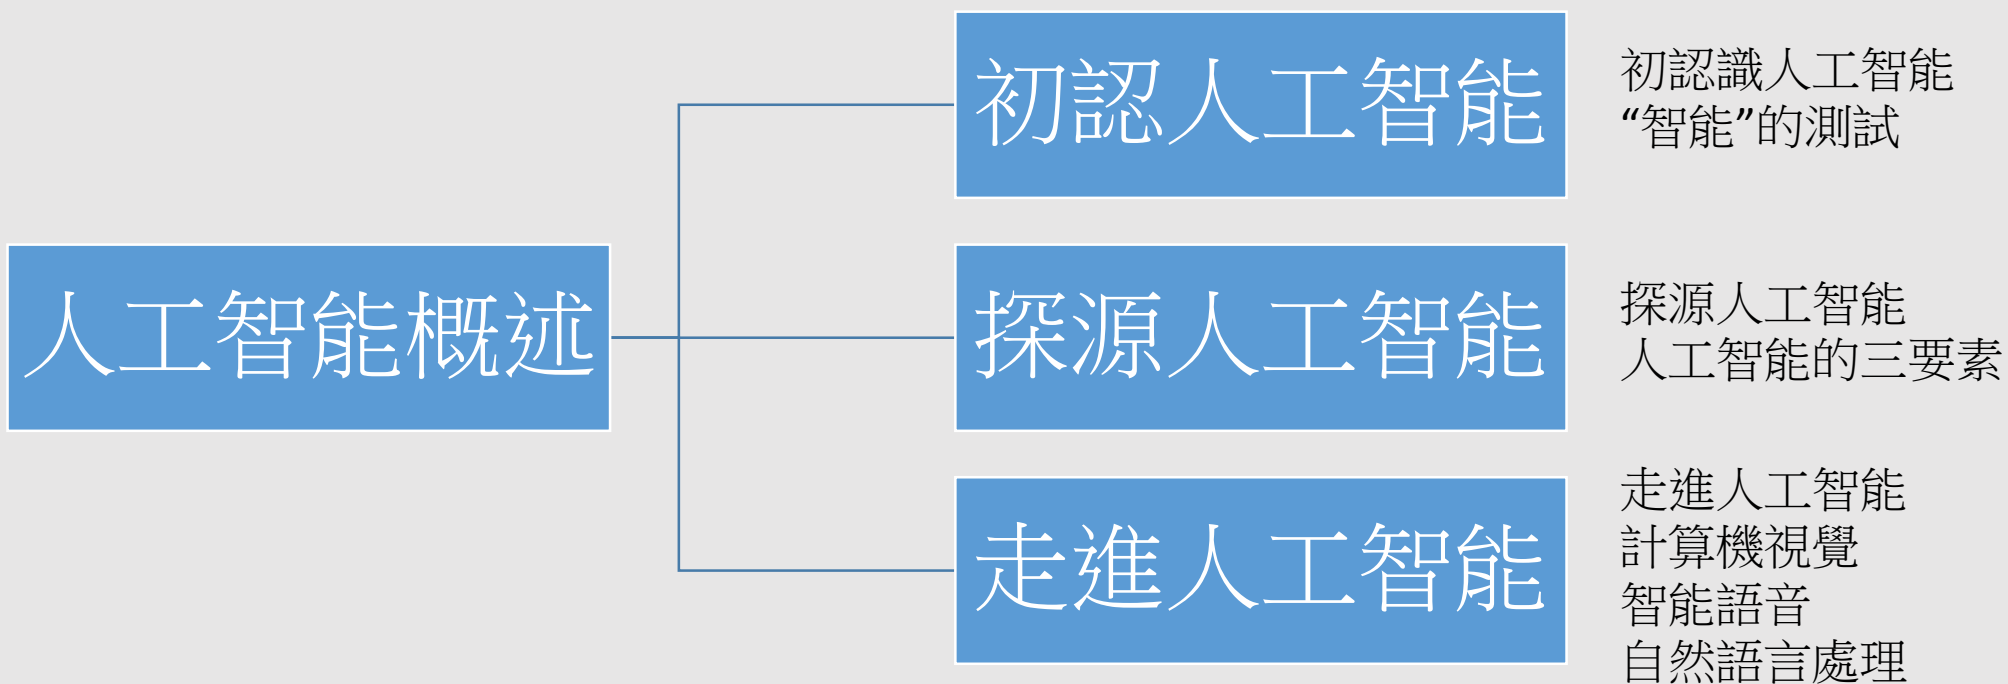 人工智能概述
初認人工智能
初認識人工智能
“智能”的測試
探源人工智能
探源人工智能
人工智能的三要素
走進人工智能
走進人工智能
計算機視覺
智能語音
自然語言處理